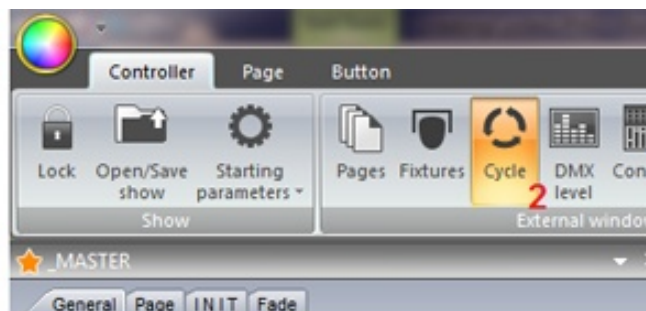 Controller Page Button
Lock Open/Save show Starting parameters Pages Fixtures Cycle DMX level
2
Show External
_MASTER
General Page INIT Fade